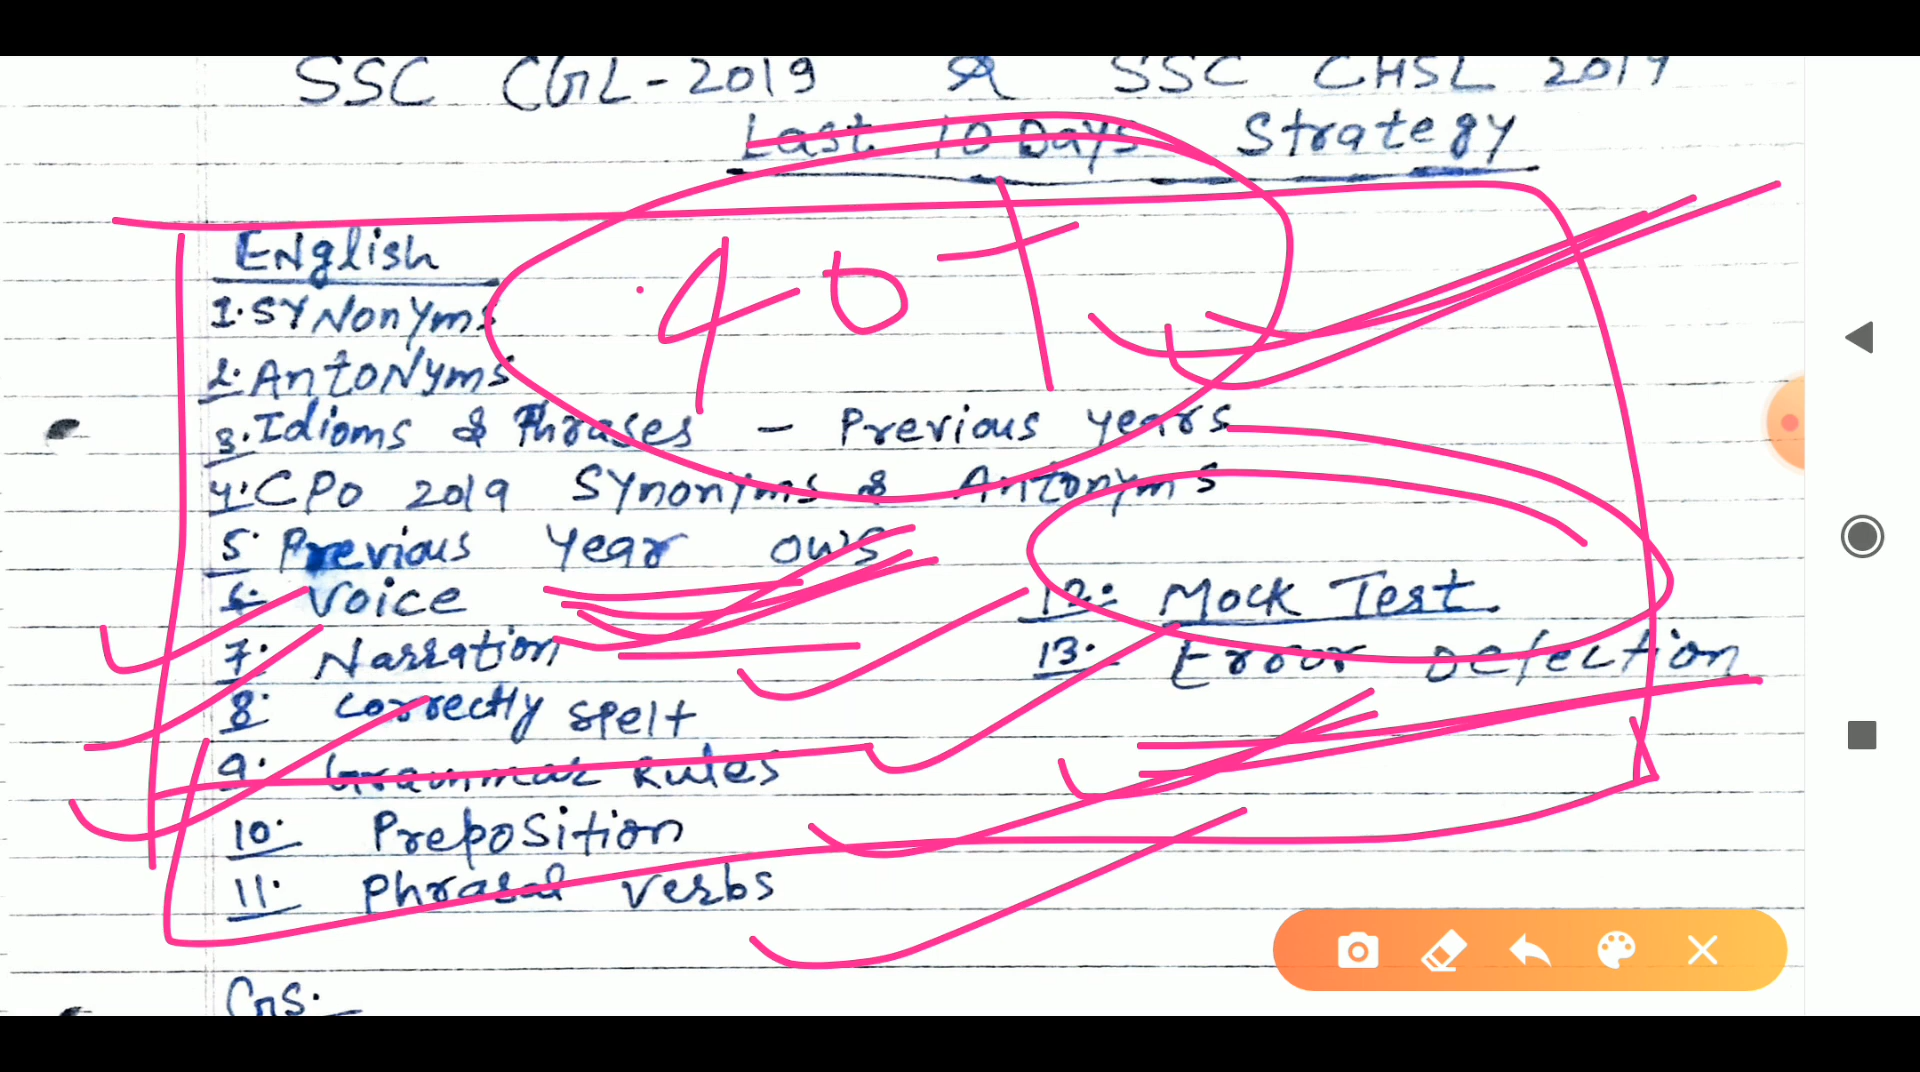 SSC CGL-2019 & SSC CHSL 2019
Last 10 Days Strategy
English
1. Synonyms
2. Antonyms
3. Idioms & Phrases - Previous years
4. CPO 2019 Synonyms & Antonyms
5. Previous Year OWS
6. Voice
7. Narration
8. Correctly Spelt
9. Grammar Rules
10. Preposition
11. Phrasal Verbs
12. Mock Test.
13. Error Detection
40+
GS.